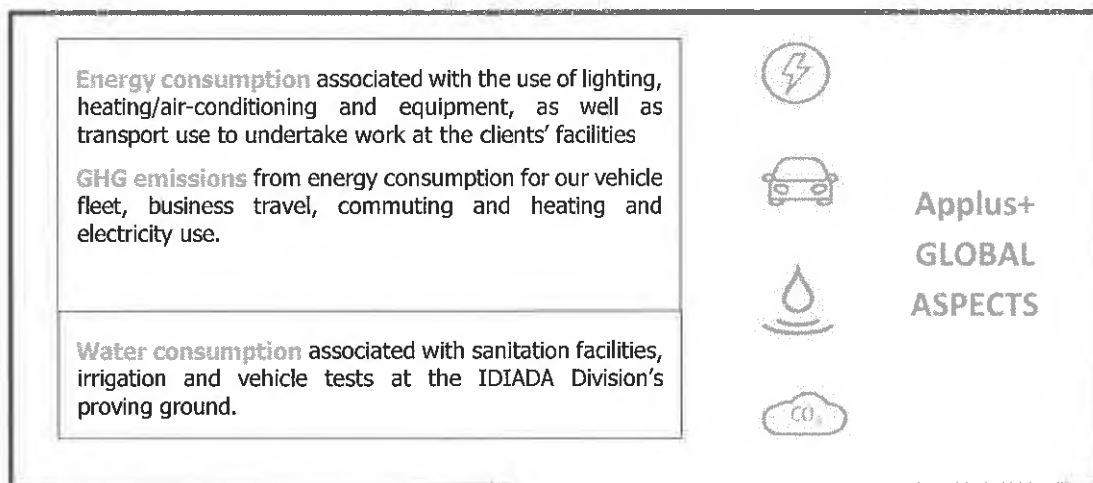 Energy consumption associated with the use of lighting,
heating/air-conditioning and equipment, as well as
transport use to undertake work at the clients' facilities
GHG emissions from energy consumption for our vehicle
fleet, business travel, commuting and heating and
electricity use.
Water consumption associated with sanitation facilities,
irrigation and vehicle tests at the IDIADA Division's
proving ground.
Applus+
GLOBAL
ASPECTS
CO₂